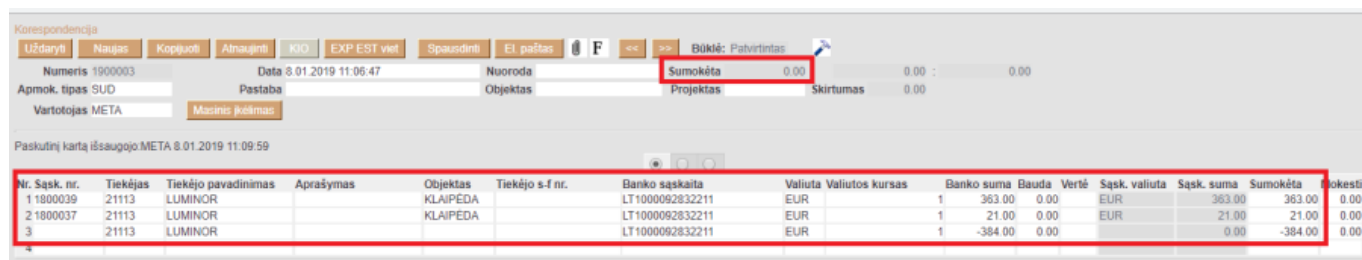 Korespondencija
Uždaryti Naujas Kopijuoti Atnaujinti KIO EXP EST viet Spausdinti El. paštas F << >> Būklė: Patvirtintas
Numeris 1900003 Data 8.01.2019 11:06:47 Nuoroda Sumokėta 0.00 0.00 : 0.00
Apmok. tipas SUD Pastaba Objektas Projektas Skirtumas 0.00
Vartotojas META Masinis įkėlimas
Paskutinį kartą išsaugojo:META 8.01.2019 11:09:59
Nr. Sąsk. nr. Tiekėjas Tiekėjo pavadinimas Aprašymas Objektas Tiekėjo s-f nr. Banko sąskaita Valiuta Valiutos kursas Banko suma Bauda Vertė Sąsk. valiuta Sąsk. suma Sumokėta Mokesti
1 1800039 21113 LUMINOR KLAIPĖDA LT1000092832211 EUR 1 363.00 0.00 EUR 363.00 363.00 0.00
2 1800037 21113 LUMINOR KLAIPĖDA LT1000092832211 EUR 1 21.00 0.00 EUR 21.00 21.00 0.00
3 21113 LUMINOR LT1000092832211 EUR 1 -384.00 0.00 0.00 -384.00 0.00
4